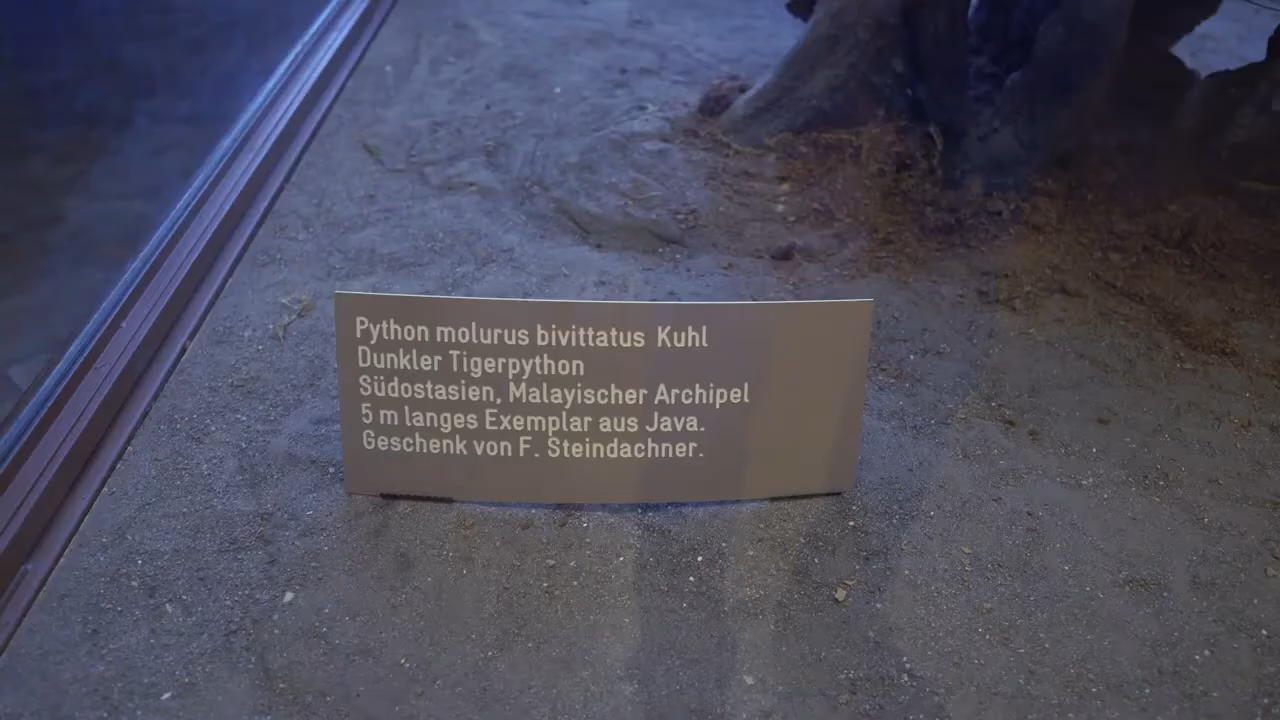 Python molurus bivittatus Kuhl
Dunkler Tigerpython
Südostasien, Malayischer Archipel
5 m langes Exemplar aus Java.
Geschenk von F. Steindachner.